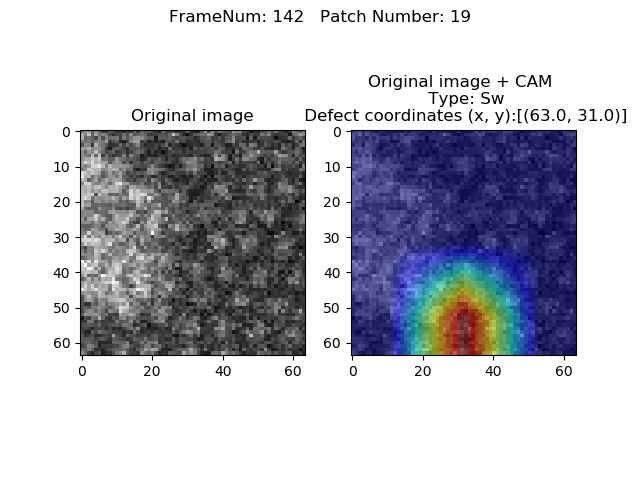 FrameNum: 142   Patch Number: 19
Original image
Original image + CAM
Type: Sw
Defect coordinates (x, y):[(63.0, 31.0)]
0
10
20
30
40
50
60
0 20 40 60
0
10
20
30
40
50
60
0 20 40 60